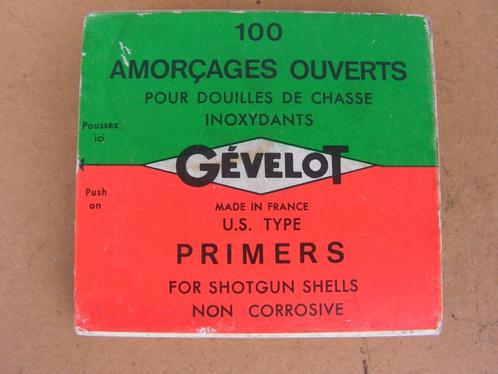 100
AMORÇAGES OUVERTS
POUR DOUILLES DE CHASSE
INOXYDANTS
Poussez
ici
GÉVELOT
Push
on
MADE IN FRANCE
U.S. TYPE
PRIMERS
FOR SHOTGUN SHELLS
NON CORROSIVE